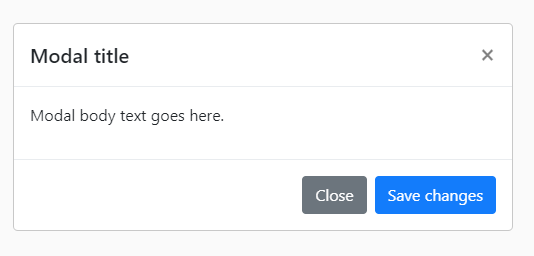 Modal title ×
Modal body text goes here.
Close Save changes